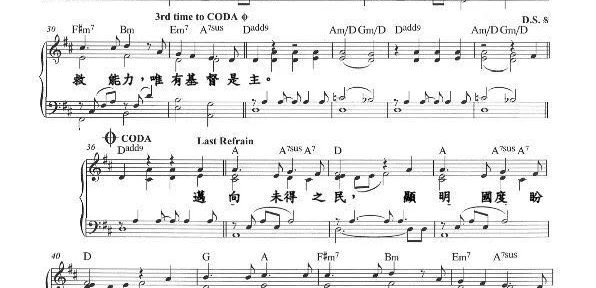 3rd time to CODA
D.S.
30 F♯m7 Bm Em7 A7sus Dadd9 Am/D Gm/D Dadd9 Am/D Gm/D
救 能力，唯有基督是主。
CODA
Last Refrain
36 Dadd9 A A7sus A7 D A7sus A7
邁 向 未得之民， 顯明 國度盼
40 D G A F♯m7 Bm Em7 A7sus